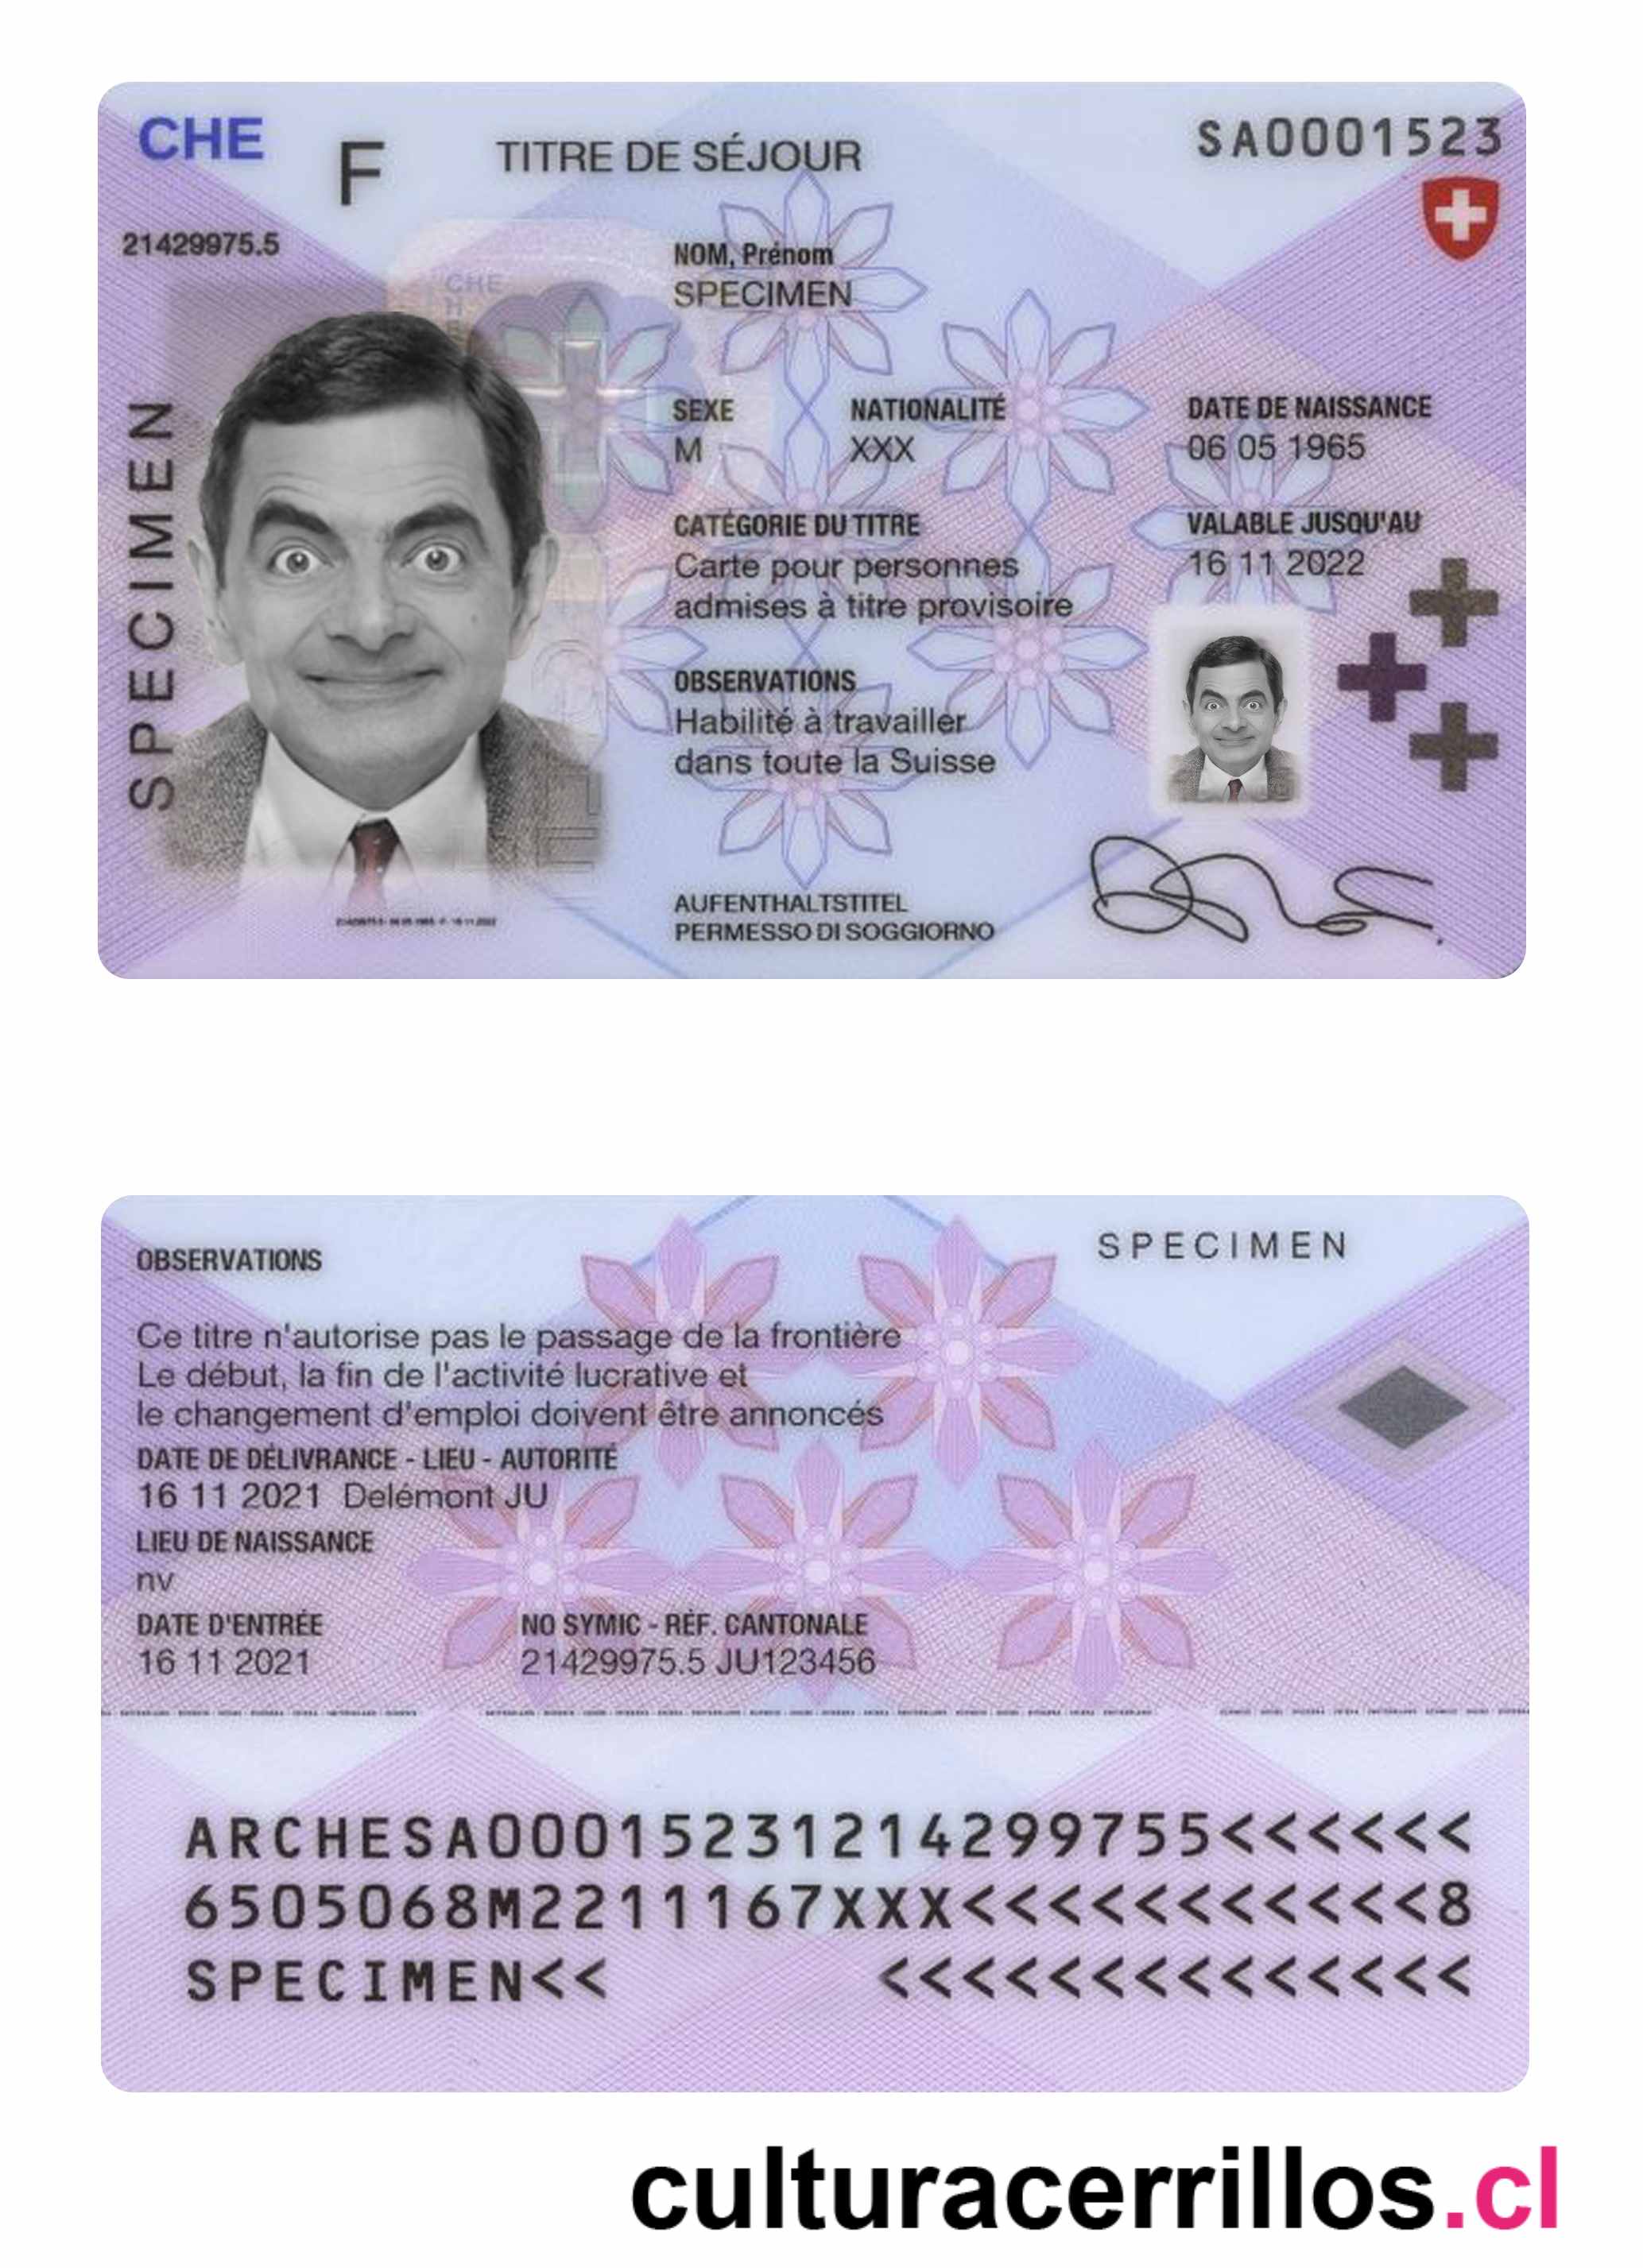 CHE
F
TITRE DE SÉJOUR
SA0001523
21429975.5
SPECIMEN
CHE
NOM, Prénom
SPECIMEN
SEXE NATIONALITÉ DATE DE NAISSANCE
M XXX 06 05 1965
CATÉGORIE DU TITRE VALABLE JUSQU'AU
Carte pour personnes 16 11 2022
admises à titre provisoire
OBSERVATIONS
Habilité à travailler
dans toute la Suisse
AUFENTHALTSTITEL
PERMESSO DI SOGGIORNO
SPECIMEN
OBSERVATIONS
Ce titre n'autorise pas le passage de la frontière
Le début, la fin de l'activité lucrative et
le changement d'emploi doivent être annoncés
DATE DE DÉLIVRANCE - LIEU - AUTORITÉ
16 11 2021 Delémont JU
LIEU DE NAISSANCE
nv
DATE D'ENTRÉE NO SYMIC - RÉF. CANTONALE
16 11 2021 21429975.5 JU123456
ARCHESA0001523121429975​5<<<<<<
6505068M2211167XXX<<<<<<<<<<<8
SPECIMEN<< <<<<<<<<<<<<<<
culturacerrillos.cl